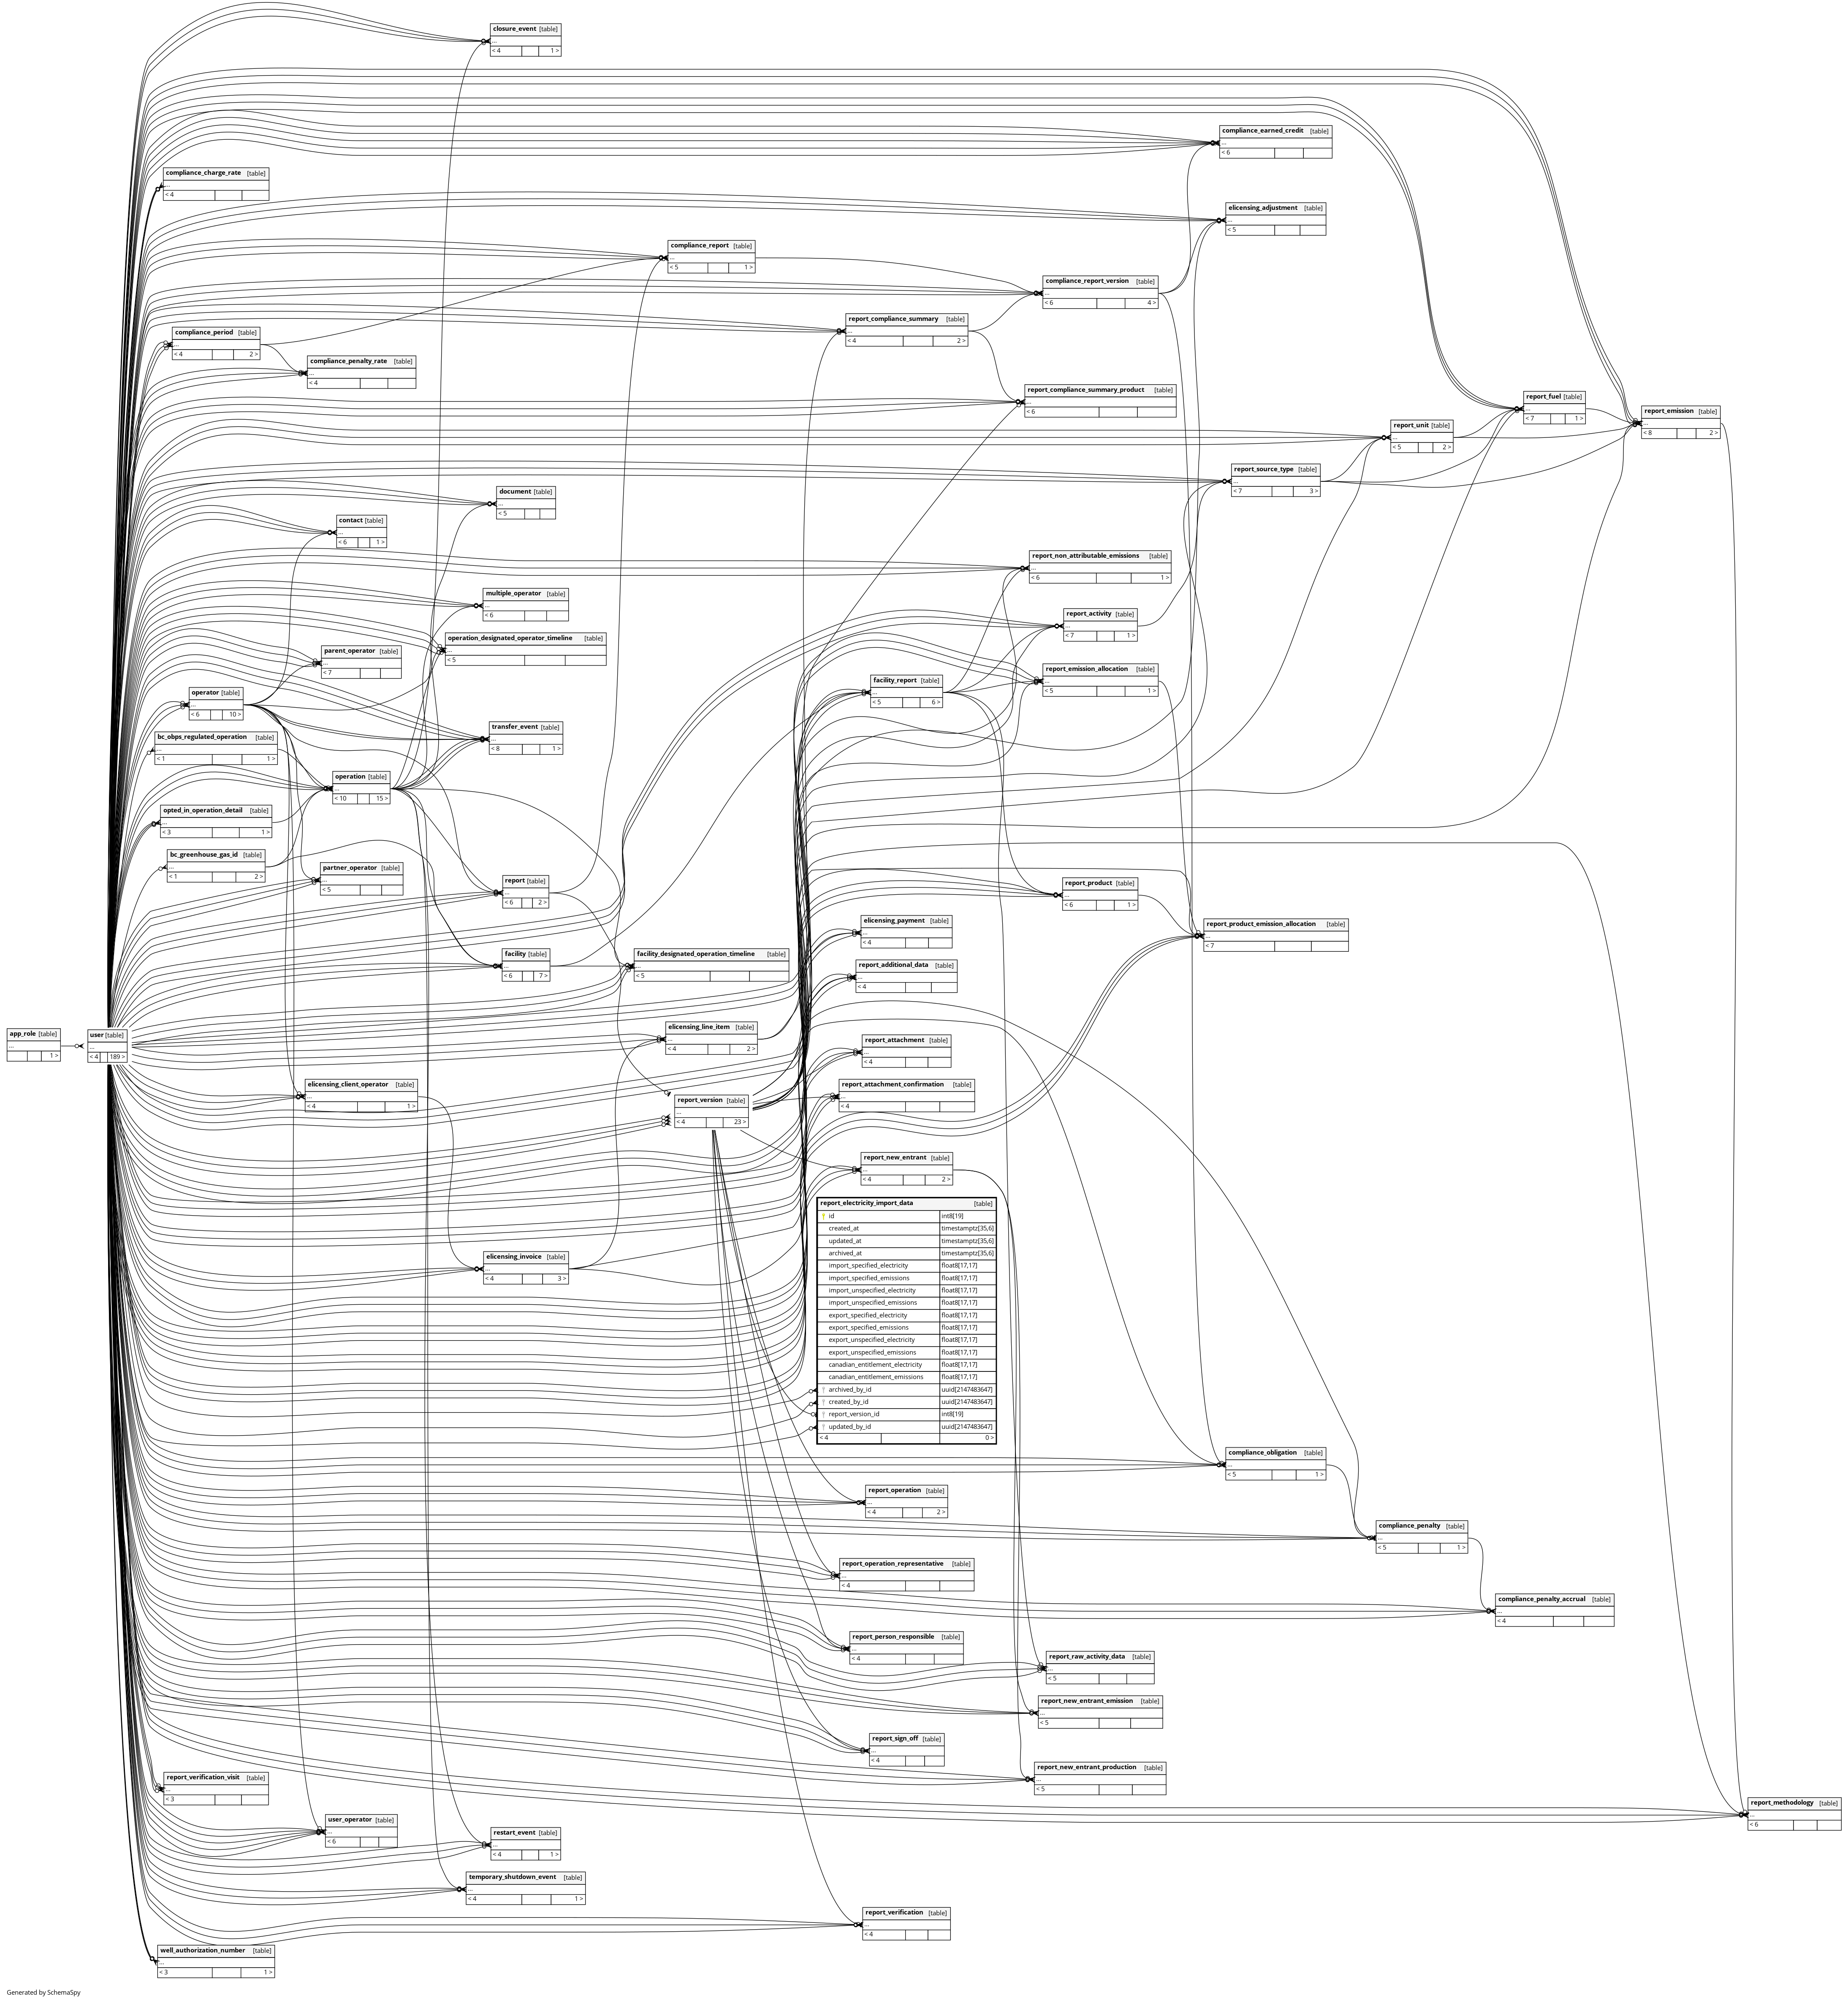 closure_event [table]
...
< 4 1 >
compliance_earned_credit [table]
...
< 6
compliance_charge_rate [table]
...
< 4
elicensing_adjustment [table]
...
< 5
compliance_report [table]
...
< 5 1 >
compliance_report_version [table]
...
< 6 4 >
report_compliance_summary [table]
...
< 4 2 >
compliance_period [table]
...
< 4 2 >
compliance_penalty_rate [table]
...
< 4
report_compliance_summary_product [table]
...
< 6
report_fuel [table]
...
< 7 1 >
report_emission [table]
...
< 8 2 >
report_unit [table]
...
< 5 2 >
report_source_type [table]
...
< 7 3 >
document [table]
...
< 5
contact [table]
...
< 6 1 >
report_non_attributable_emissions [table]
...
< 6 1 >
multiple_operator [table]
...
< 6
report_activity [table]
...
< 7 1 >
operation_designated_operator_timeline [table]
...
< 5
parent_operator [table]
...
< 7
report_emission_allocation [table]
...
< 5 1 >
facility_report [table]
...
< 5 6 >
operator [table]
...
< 6 10 >
transfer_event [table]
...
< 8 1 >
bc_obps_regulated_operation [table]
...
< 1 1 >
operation [table]
...
< 10 15 >
opted_in_operation_detail [table]
...
< 3 1 >
bc_greenhouse_gas_id [table]
...
< 1 2 >
partner_operator [table]
...
< 5
report [table]
...
< 6 2 >
report_product [table]
...
< 6 1 >
elicensing_payment [table]
...
< 4
report_product_emission_allocation [table]
...
< 7
facility [table]
...
< 6 7 >
facility_designated_operation_timeline [table]
...
< 5
report_additional_data [table]
...
< 4
app_role [table]
...
1 >
user [table]
...
< 4 189 >
elicensing_line_item [table]
...
< 4 2 >
report_attachment [table]
...
< 4
elicensing_client_operator [table]
...
< 4 1 >
report_attachment_confirmation [table]
...
< 4
report_version [table]
...
< 4 23 >
report_new_entrant [table]
...
< 4 2 >
report_electricity_import_data [table]
id int8[19]
created_at timestamptz[35,6]
updated_at timestamptz[35,6]
archived_at timestamptz[35,6]
import_specified_electricity float8[17,17]
import_specified_emissions float8[17,17]
import_unspecified_electricity float8[17,17]
import_unspecified_emissions float8[17,17]
export_specified_electricity float8[17,17]
export_specified_emissions float8[17,17]
export_unspecified_electricity float8[17,17]
export_unspecified_emissions float8[17,17]
canadian_entitlement_electricity float8[17,17]
canadian_entitlement_emissions float8[17,17]
archived_by_id uuid[2147483647]
created_by_id uuid[2147483647]
report_version_id int8[19]
updated_by_id uuid[2147483647]
< 4 0 >
elicensing_invoice [table]
...
< 4 3 >
compliance_obligation [table]
...
< 5 1 >
report_operation [table]
...
< 4 2 >
compliance_penalty [table]
...
< 5 1 >
report_operation_representative [table]
...
< 4
compliance_penalty_accrual [table]
...
< 4
report_person_responsible [table]
...
< 4
report_raw_activity_data [table]
...
< 5
report_new_entrant_emission [table]
...
< 5
report_sign_off [table]
...
< 4
report_new_entrant_production [table]
...
< 5
report_verification_visit [table]
...
< 3
report_methodology [table]
...
< 6
user_operator [table]
...
< 6
restart_event [table]
...
< 4 1 >
temporary_shutdown_event [table]
...
< 4 1 >
report_verification [table]
...
< 4
well_authorization_number [table]
...
< 3 1 >
Generated by SchemaSpy